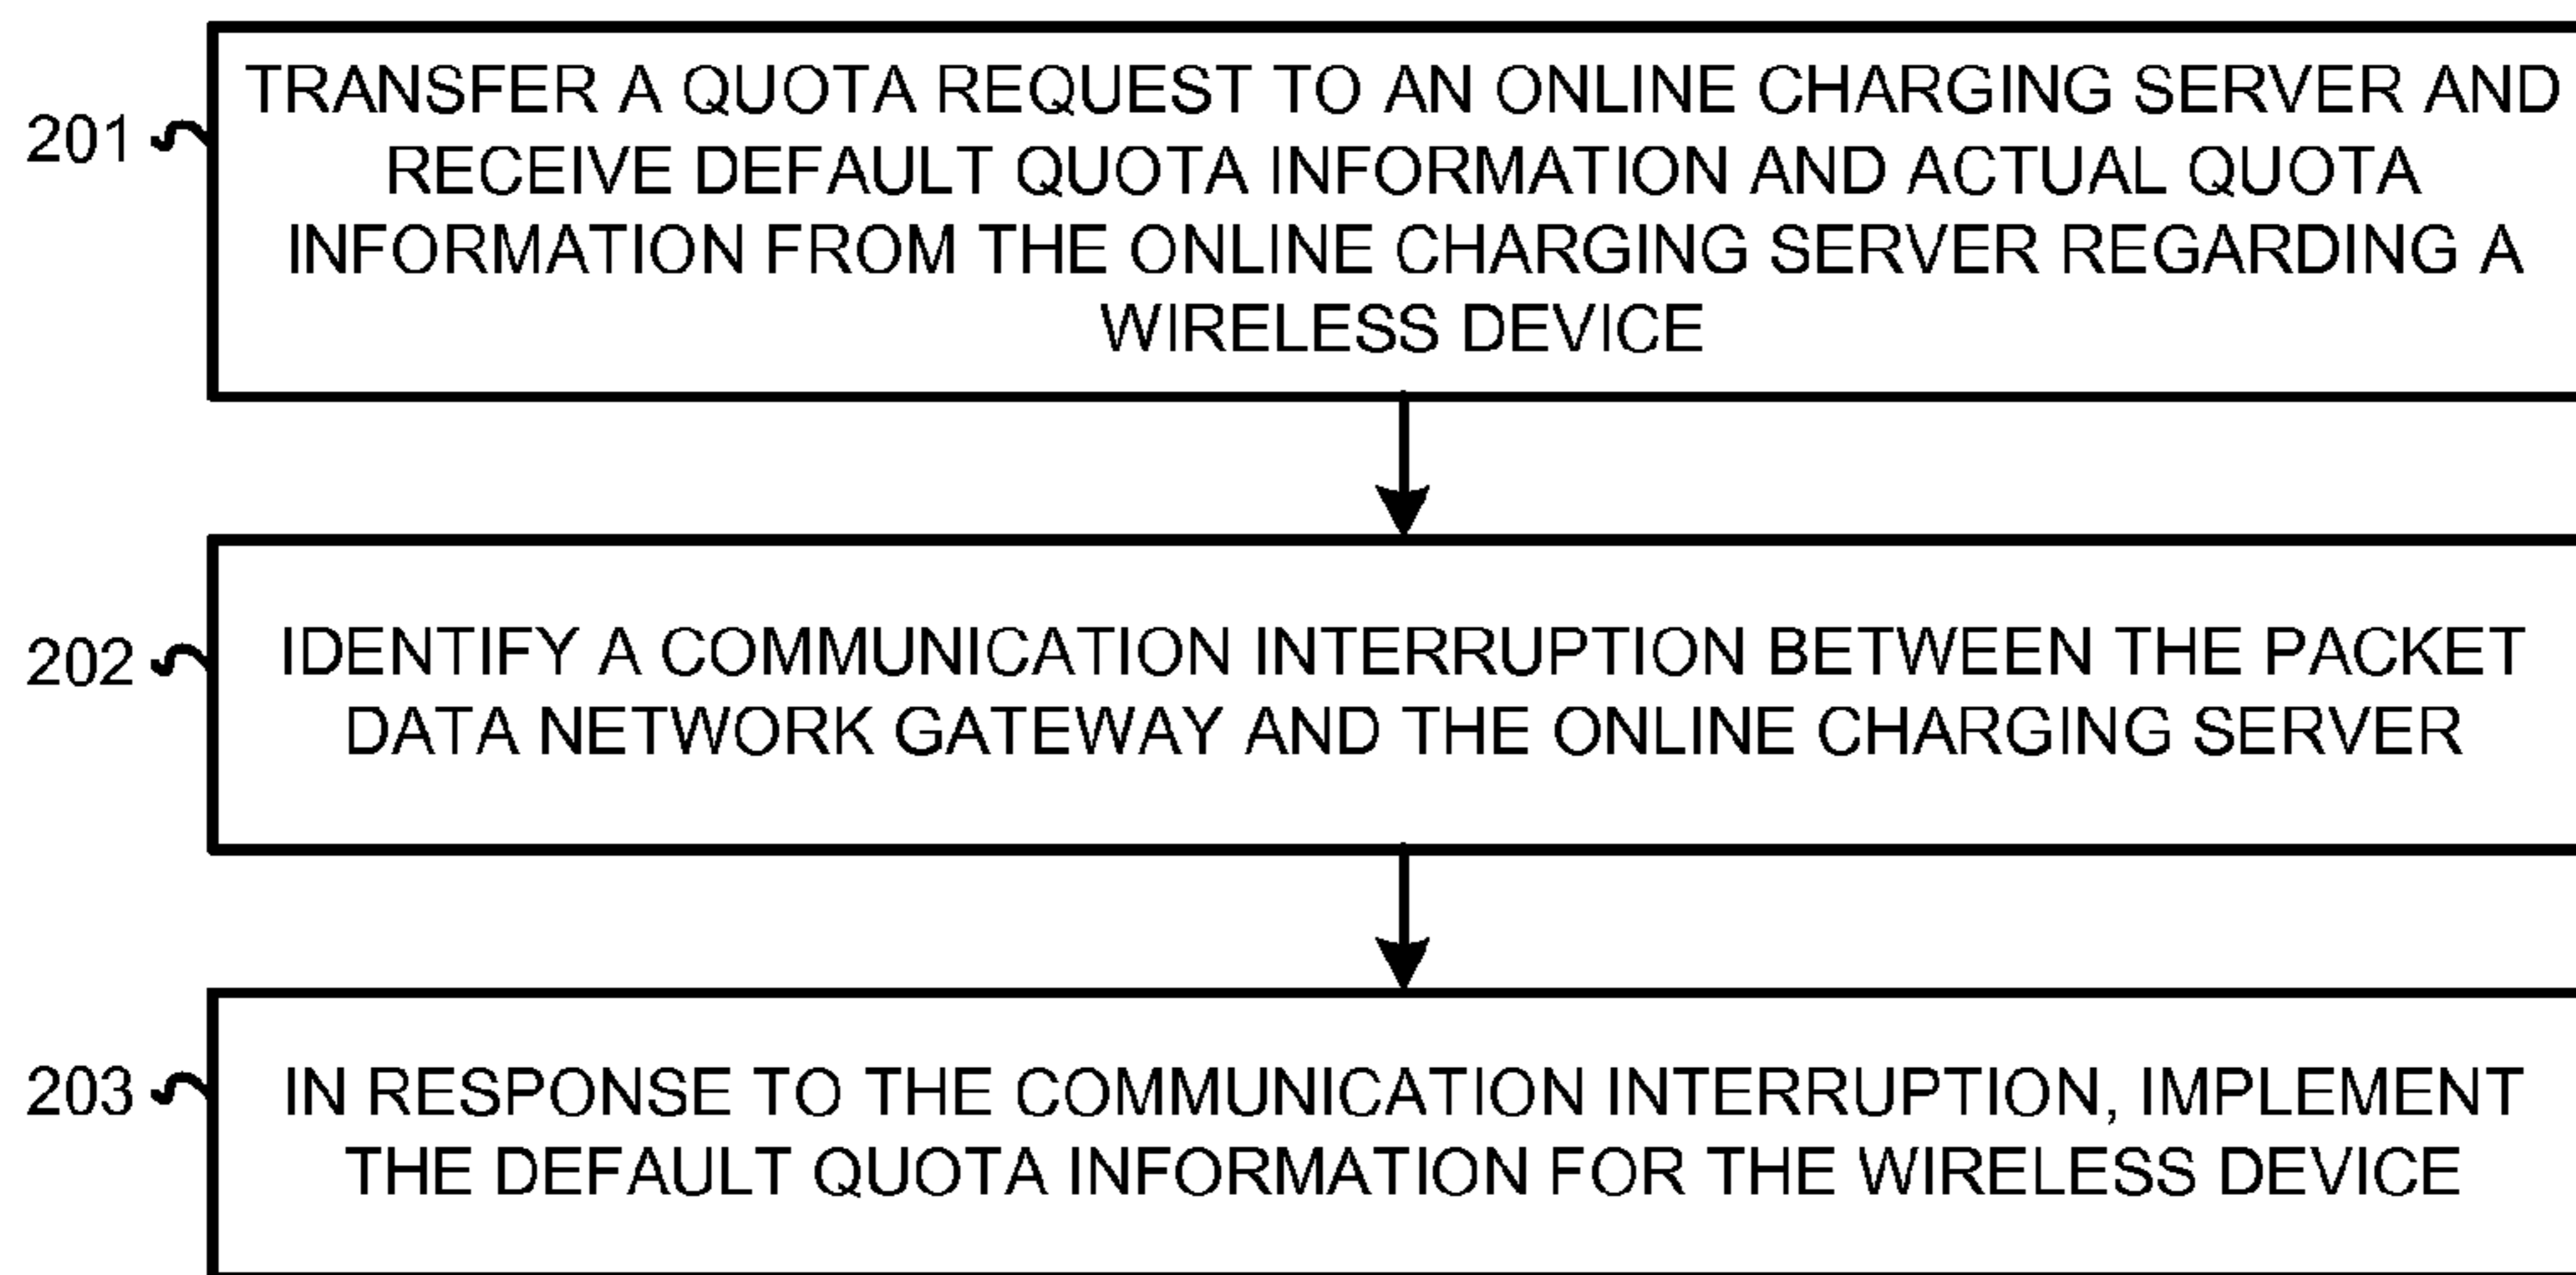 201
TRANSFER A QUOTA REQUEST TO AN ONLINE CHARGING SERVER AND
RECEIVE DEFAULT QUOTA INFORMATION AND ACTUAL QUOTA
INFORMATION FROM THE ONLINE CHARGING SERVER REGARDING A
WIRELESS DEVICE
202
IDENTIFY A COMMUNICATION INTERRUPTION BETWEEN THE PACKET
DATA NETWORK GATEWAY AND THE ONLINE CHARGING SERVER
203
IN RESPONSE TO THE COMMUNICATION INTERRUPTION, IMPLEMENT
THE DEFAULT QUOTA INFORMATION FOR THE WIRELESS DEVICE